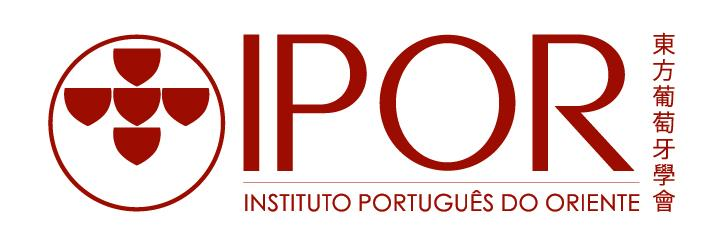 IPOR
INSTITUTO PORTUGUÊS DO ORIENTE
東方葡萄牙學會